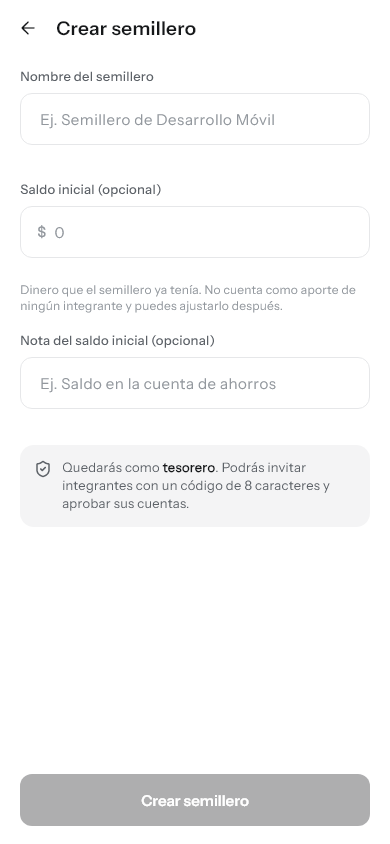 Crear semillero
Nombre del semillero
Ej. Semillero de Desarrollo Móvil
Saldo inicial (opcional)
$ 0
Dinero que el semillero ya tenía. No cuenta como aporte de
ningún integrante y puedes ajustarlo después.
Nota del saldo inicial (opcional)
Ej. Saldo en la cuenta de ahorros
Quedarás como tesorero. Podrás invitar
integrantes con un código de 8 caracteres y
aprobar sus cuentas.
Crear semillero